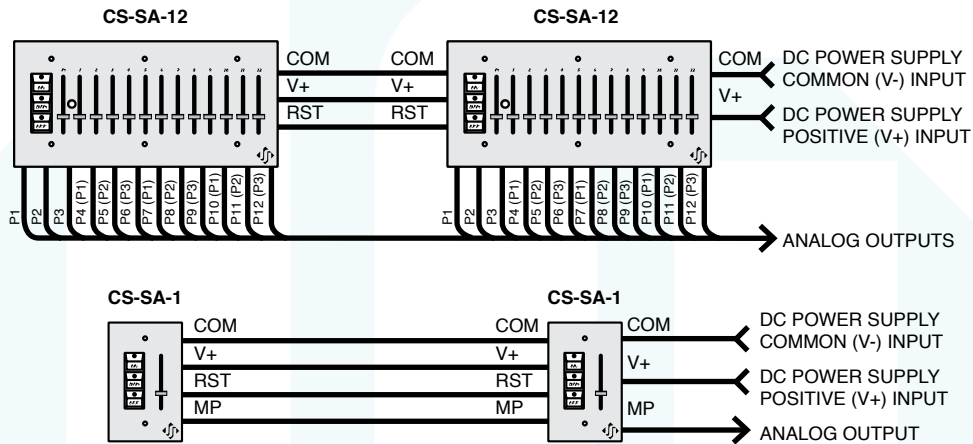 CS-SA-12 CS-SA-12
COM COM COM DC POWER SUPPLY
COMMON (V-) INPUT
V+ V+ V+
RST RST DC POWER SUPPLY
POSITIVE (V+) INPUT
P1 P2 P3 P4 (P1) P5 (P2) P6 (P3) P7 (P1) P8 (P2) P9 (P3) P10 (P1) P11 (P2) P12 (P3)
P1 P2 P3 P4 (P1) P5 (P2) P6 (P3) P7 (P1) P8 (P2) P9 (P3) P10 (P1) P11 (P2) P12 (P3)
ANALOG OUTPUTS
CS-SA-1 CS-SA-1
COM COM COM DC POWER SUPPLY
COMMON (V-) INPUT
V+ V+ V+
RST RST DC POWER SUPPLY
POSITIVE (V+) INPUT
MP MP MP
ANALOG OUTPUT